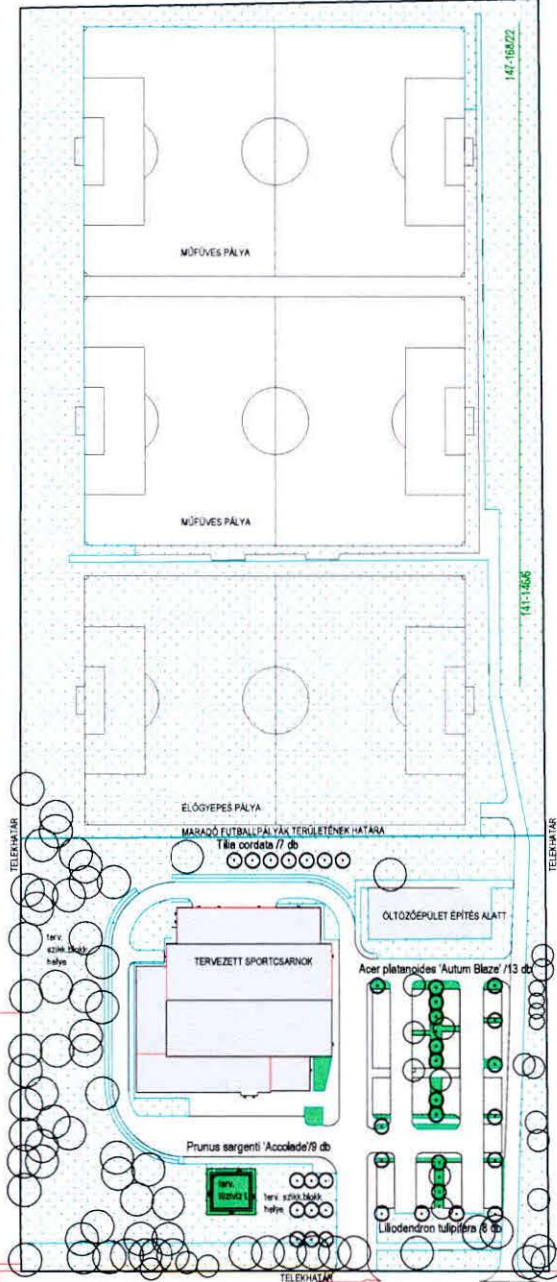 147-168/22
MŰFÜVES PÁLYA
MŰFÜVES PÁLYA
141-146/6
ÉLŐGYEPES PÁLYA
MARADÓ FUTBALLPÁLYÁK TERÜLETÉNEK HATÁRA
TELEKHATÁR
TELEKHATÁR
Tilia cordata /7 db
ÖLTÖZŐÉPÜLET ÉPÍTÉS ALATT
terv.
szikk.blokk
helye
TERVEZETT SPORTCSARNOK
Acer platanoides 'Autum Blaze' /13 db
Prunus sargenti 'Accolade'/9 db
terv.
tűzivíz t.
terv. szikk.blokk
helye
Liliodendron tulipifera /8 db
TELEKHATÁR